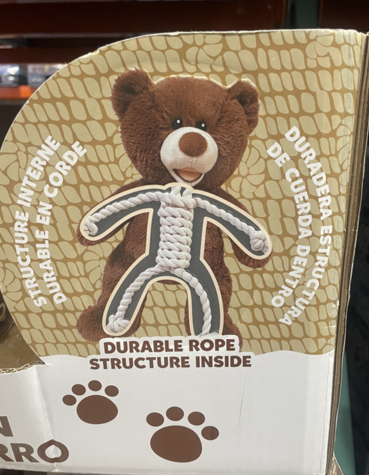 STRUCTURE INTERNE
DURABLE EN CORDE
DURADERA ESTRUCTURA
DE CUERDA DENTRO
DURABLE ROPE
STRUCTURE INSIDE